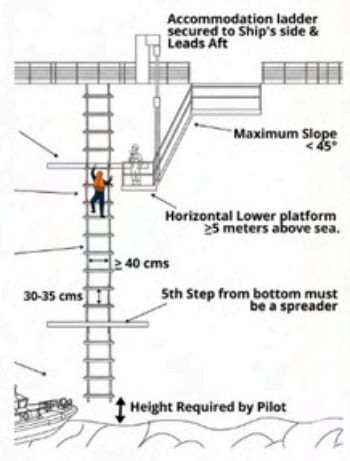 Accommodation ladder
secured to Ship's side &
Leads Aft
Maximum Slope
< 45°
Horizontal Lower platform
≥5 meters above sea.
≥ 40 cms
30-35 cms
5th Step from bottom must
be a spreader
Height Required by Pilot